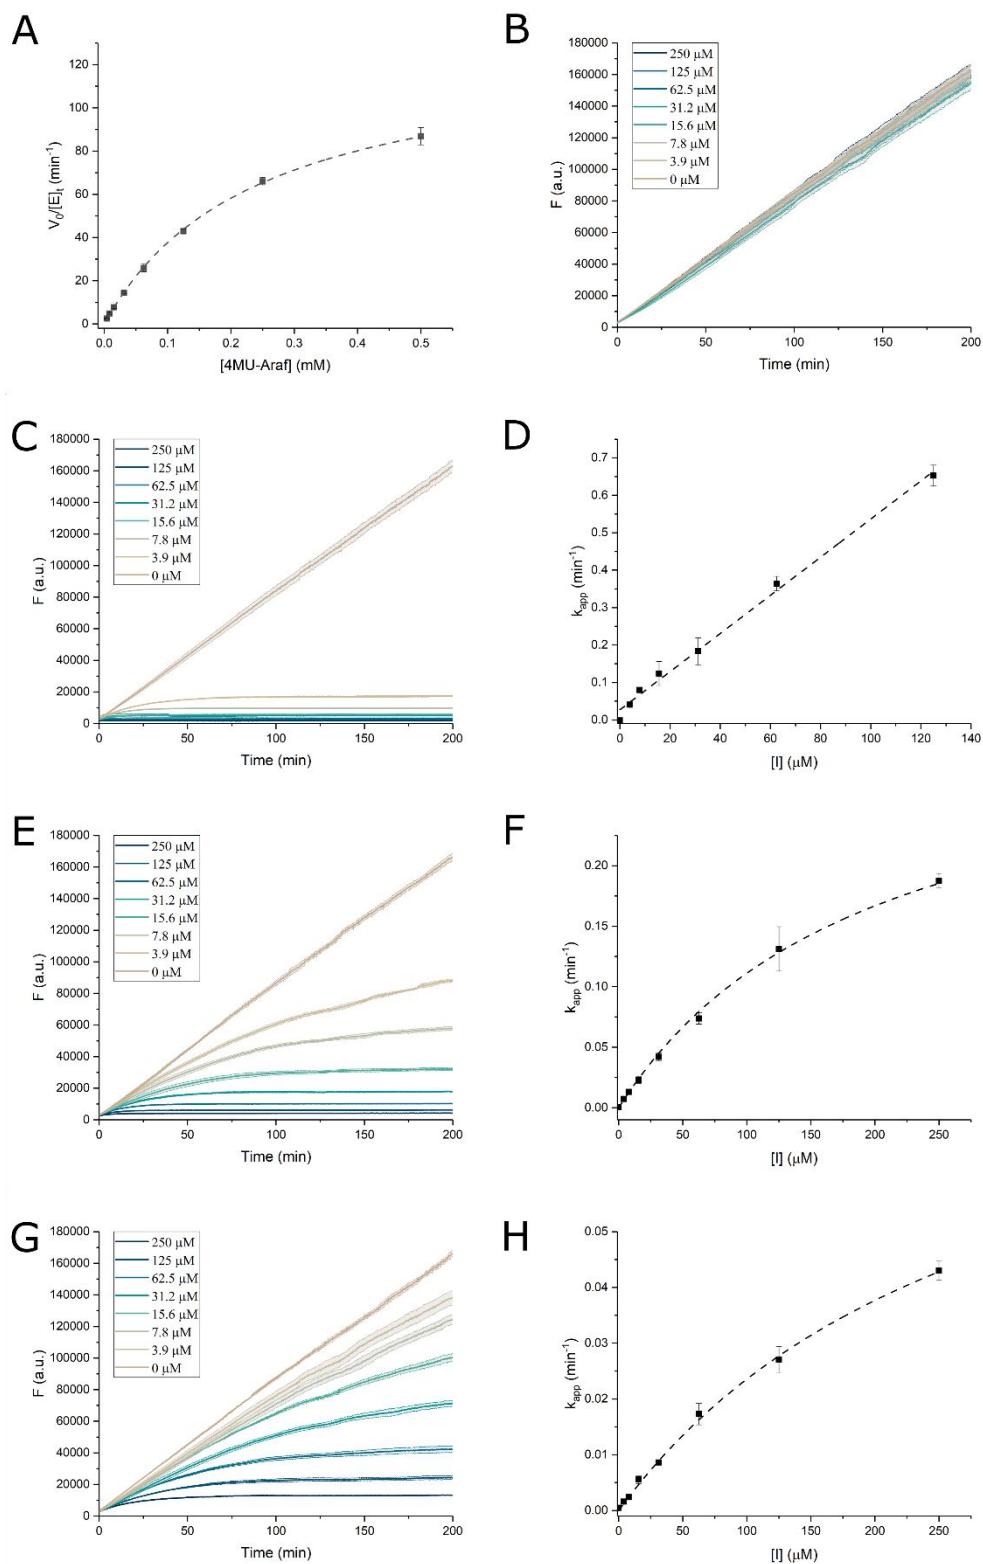 A
V0/[E]t (min-1)
120
100
80
60
40
20
0
0.0 0.1 0.2 0.3 0.4 0.5
[4MU-Araf] (mM)
B
F (a.u.)
180000
160000
140000
120000
100000
80000
60000
40000
20000
0
250 µM
125 µM
62.5 µM
31.2 µM
15.6 µM
7.8 µM
3.9 µM
0 µM
0 50 100 150 200
Time (min)
C
F (a.u.)
180000
160000
140000
120000
100000
80000
60000
40000
20000
0
250 µM
125 µM
62.5 µM
31.2 µM
15.6 µM
7.8 µM
3.9 µM
0 µM
0 50 100 150 200
Time (min)
D
kapp (min-1)
0.7
0.6
0.5
0.4
0.3
0.2
0.1
0.0
0 20 40 60 80 100 120 140
[I] (µM)
E
F (a.u.)
180000
160000
140000
120000
100000
80000
60000
40000
20000
0
250 µM
125 µM
62.5 µM
31.2 µM
15.6 µM
7.8 µM
3.9 µM
0 µM
0 50 100 150 200
Time (min)
F
kapp (min-1)
0.20
0.15
0.10
0.05
0.00
0 50 100 150 200 250
[I] (µM)
G
F (a.u.)
180000
160000
140000
120000
100000
80000
60000
40000
20000
0
250 µM
125 µM
62.5 µM
31.2 µM
15.6 µM
7.8 µM
3.9 µM
0 µM
0 50 100 150 200
Time (min)
H
kapp (min-1)
0.05
0.04
0.03
0.02
0.01
0.00
0 50 100 150 200 250
[I] (µM)